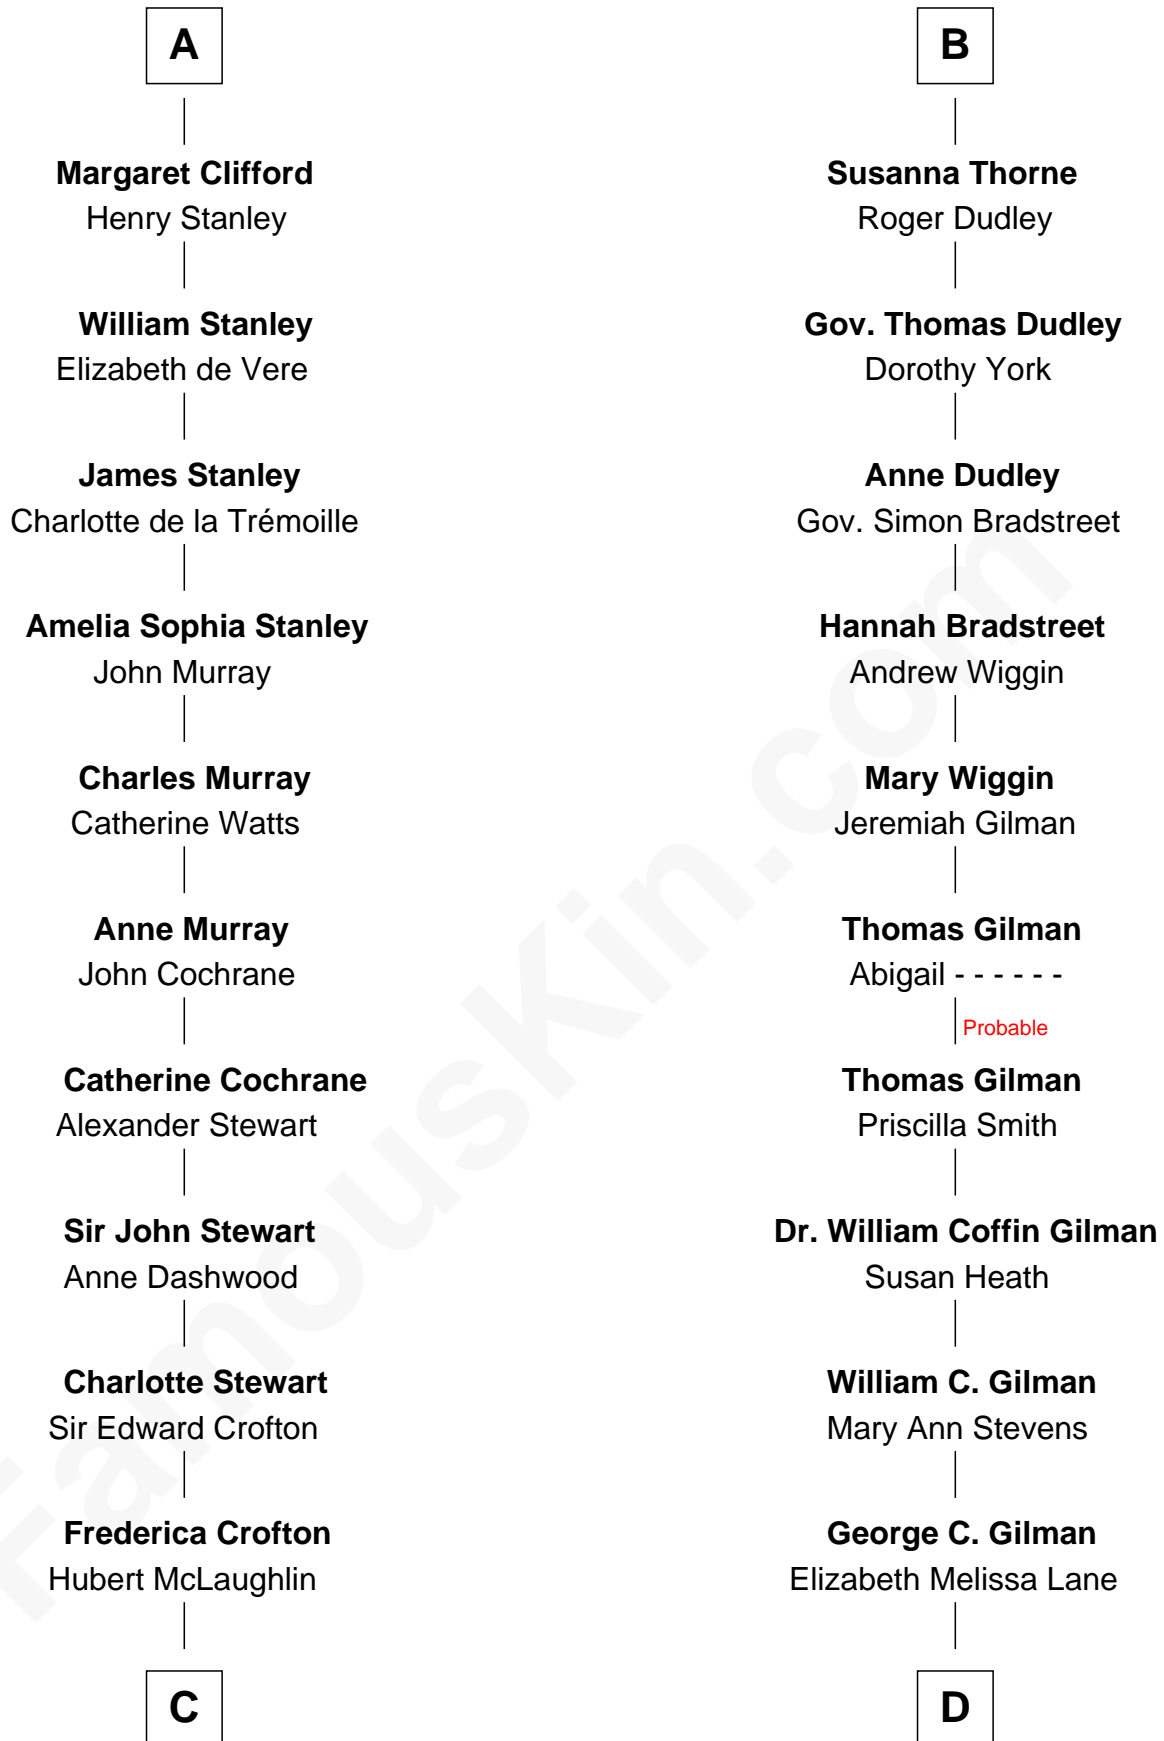 A
Margaret Clifford
Henry Stanley
William Stanley
Elizabeth de Vere
James Stanley
Charlotte de la Trémoille
Amelia Sophia Stanley
John Murray
Charles Murray
Catherine Watts
Anne Murray
John Cochrane
Catherine Cochrane
Alexander Stewart
Sir John Stewart
Anne Dashwood
Charlotte Stewart
Sir Edward Crofton
Frederica Crofton
Hubert McLaughlin
C
B
Susanna Thorne
Roger Dudley
Gov. Thomas Dudley
Dorothy York
Anne Dudley
Gov. Simon Bradstreet
Hannah Bradstreet
Andrew Wiggin
Mary Wiggin
Jeremiah Gilman
Thomas Gilman
Abigail - - - - - -
Probable
Thomas Gilman
Priscilla Smith
Dr. William Coffin Gilman
Susan Heath
William C. Gilman
Mary Ann Stevens
George C. Gilman
Elizabeth Melissa Lane
D
FamousKin.com